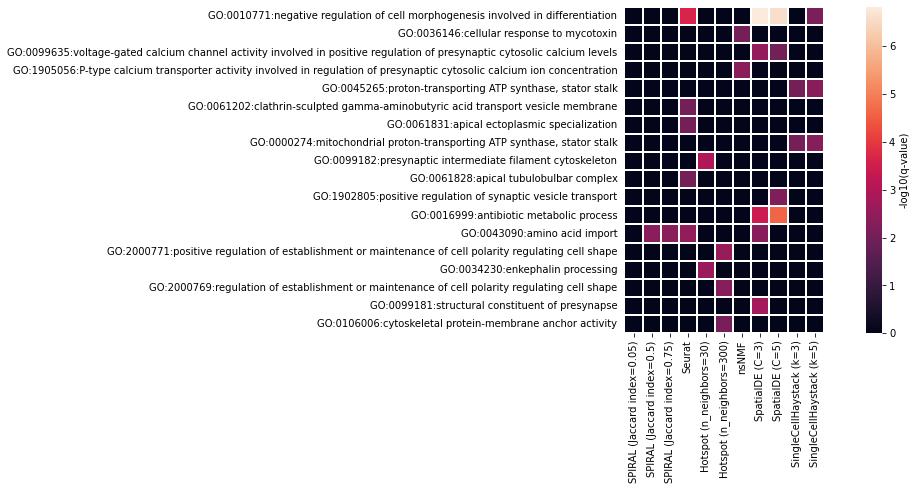 GO:0010771:negative regulation of cell morphogenesis involved in differentiation
GO:0036146:cellular response to mycotoxin
GO:0099635:voltage-gated calcium channel activity involved in positive regulation of presynaptic cytosolic calcium levels
GO:1905056:P-type calcium transporter activity involved in regulation of presynaptic cytosolic calcium ion concentration
GO:0045265:proton-transporting ATP synthase, stator stalk
GO:0061202:clathrin-sculpted gamma-aminobutyric acid transport vesicle membrane
GO:0061831:apical ectoplasmic specialization
GO:0000274:mitochondrial proton-transporting ATP synthase, stator stalk
GO:0099182:presynaptic intermediate filament cytoskeleton
GO:0061828:apical tubulobulbar complex
GO:1902805:positive regulation of synaptic vesicle transport
GO:0016999:antibiotic metabolic process
GO:0043090:amino acid import
GO:2000771:positive regulation of establishment or maintenance of cell polarity regulating cell shape
GO:0034230:enkephalin processing
GO:2000769:regulation of establishment or maintenance of cell polarity regulating cell shape
GO:0099181:structural constituent of presynapse
GO:0106006:cytoskeletal protein-membrane anchor activity
SPIRAL (Jaccard index=0.05)
SPIRAL (Jaccard index=0.5)
SPIRAL (Jaccard index=0.75)
Seurat
Hotspot (n_neighbors=30)
Hotspot (n_neighbors=300)
nsNMF
SpatialDE (C=3)
SpatialDE (C=5)
SingleCellHaystack (k=3)
SingleCellHaystack (k=5)
6
5
4
3
2
1
0
-log10(q-value)